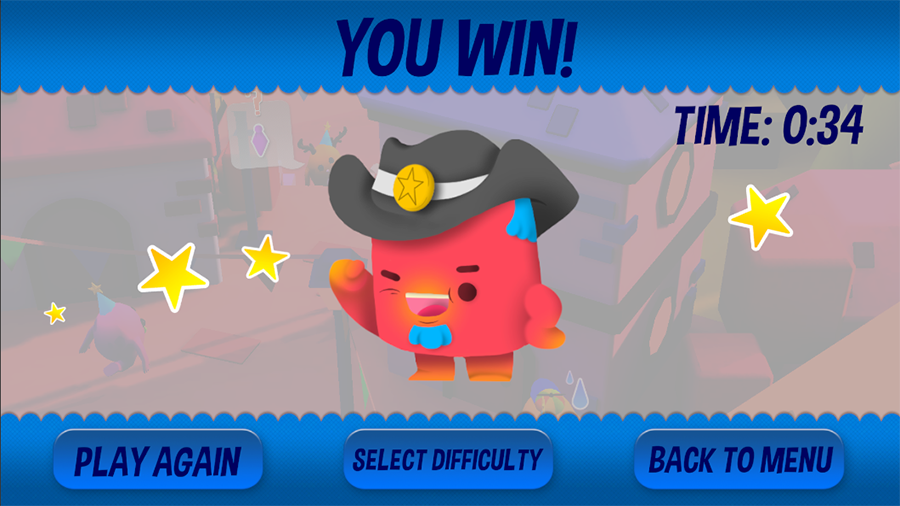 YOU WIN!
TIME: 0:34
PLAY AGAIN
SELECT DIFFICULTY
BACK TO MENU